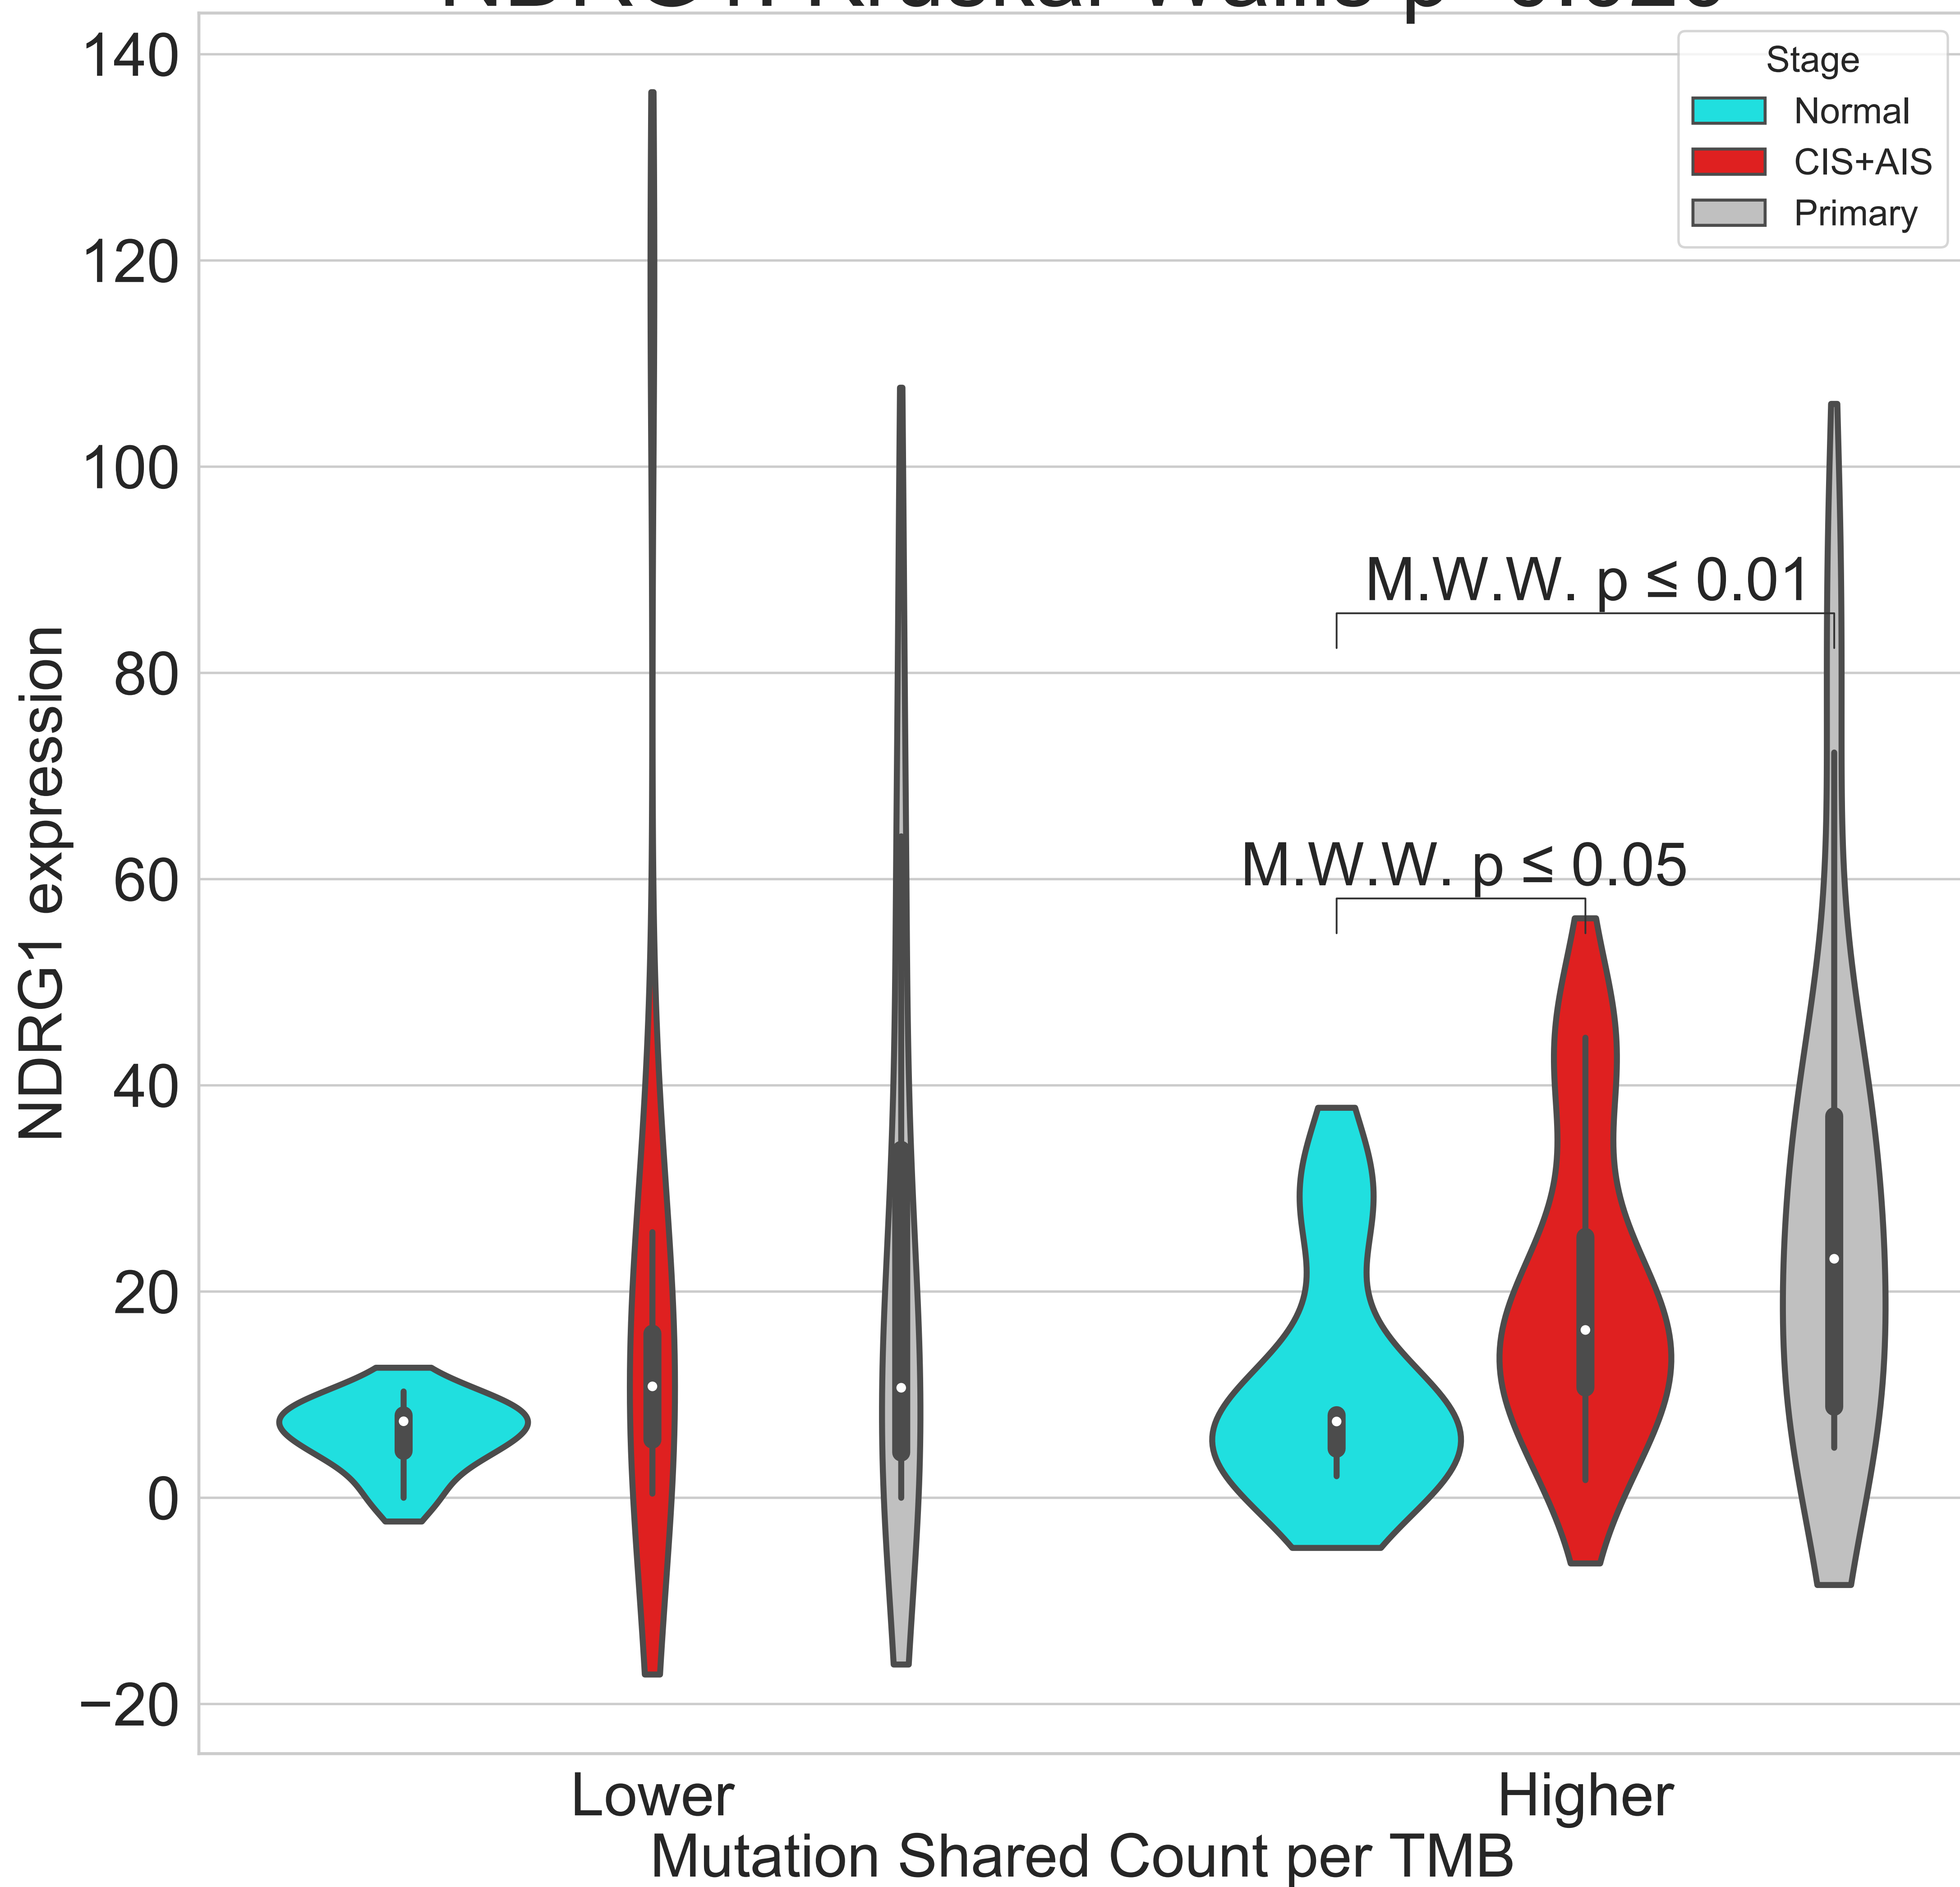 140
120
100
80
60
40
20
0
−20
NDRG1 expression
Stage
Normal
CIS+AIS
Primary
M.W.W. p ≤ 0.01
M.W.W. p ≤ 0.05
Lower
Higher
Mutation Shared Count per TMB